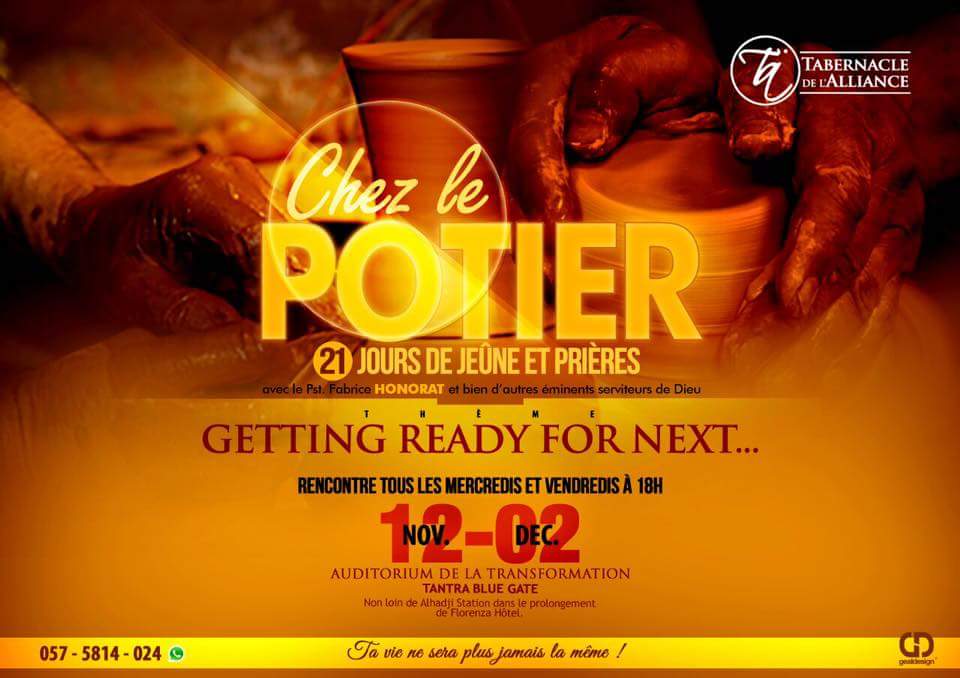 TABERNACLE
DE L'ALLIANCE
Chez le
POTIER
21 JOURS DE JEÛNE ET PRIÈRES
avec le Pst. Fabrice HONORAT et bien d'autres éminents serviteurs de Dieu
THÈME
GETTING READY FOR NEXT...
RENCONTRE TOUS LES MERCREDIS ET VENDREDIS À 18H
12 NOV. - 02 DEC.
AUDITORIUM DE LA TRANSFORMATION
TANTRA BLUE GATE
Non loin de Alhadji Station dans le prolongement
de Florenza Hôtel.
057 - 5814 - 024
Ta vie ne sera plus jamais la même !
GD
gealdesign